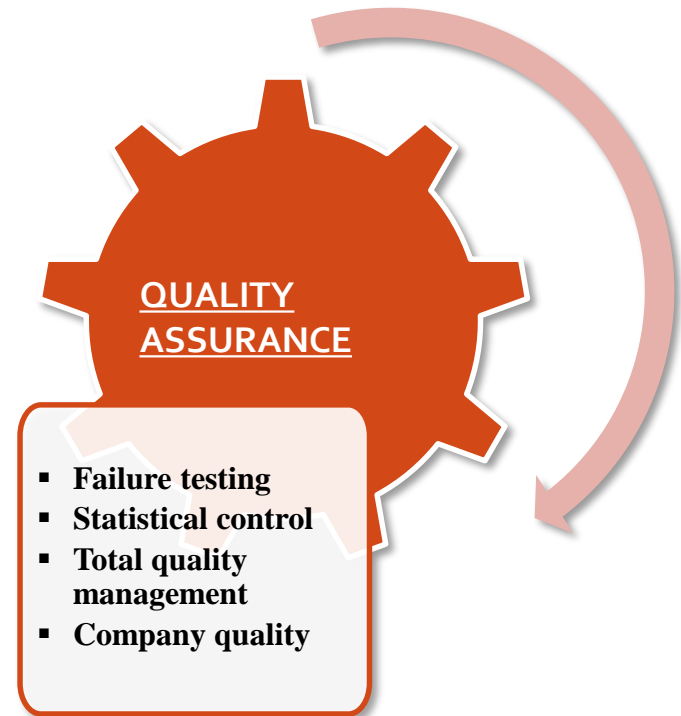 QUALITY
ASSURANCE
▪ Failure testing
▪ Statistical control
▪ Total quality
management
▪ Company quality